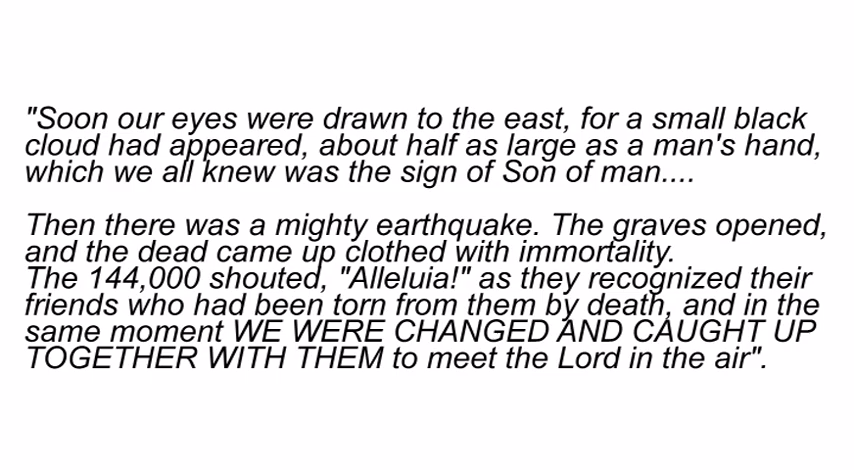 "Soon our eyes were drawn to the east, for a small black
cloud had appeared, about half as large as a man's hand,
which we all knew was the sign of Son of man....
Then there was a mighty earthquake. The graves opened,
and the dead came up clothed with immortality.
The 144,000 shouted, "Alleluia!" as they recognized their
friends who had been torn from them by death, and in the
same moment WE WERE CHANGED AND CAUGHT UP
TOGETHER WITH THEM to meet the Lord in the air".